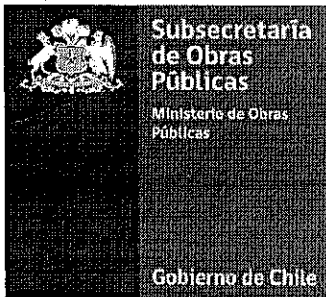 Subsecretaría
de Obras
Públicas
Ministerio de Obras
Públicas
Gobierno de Chile